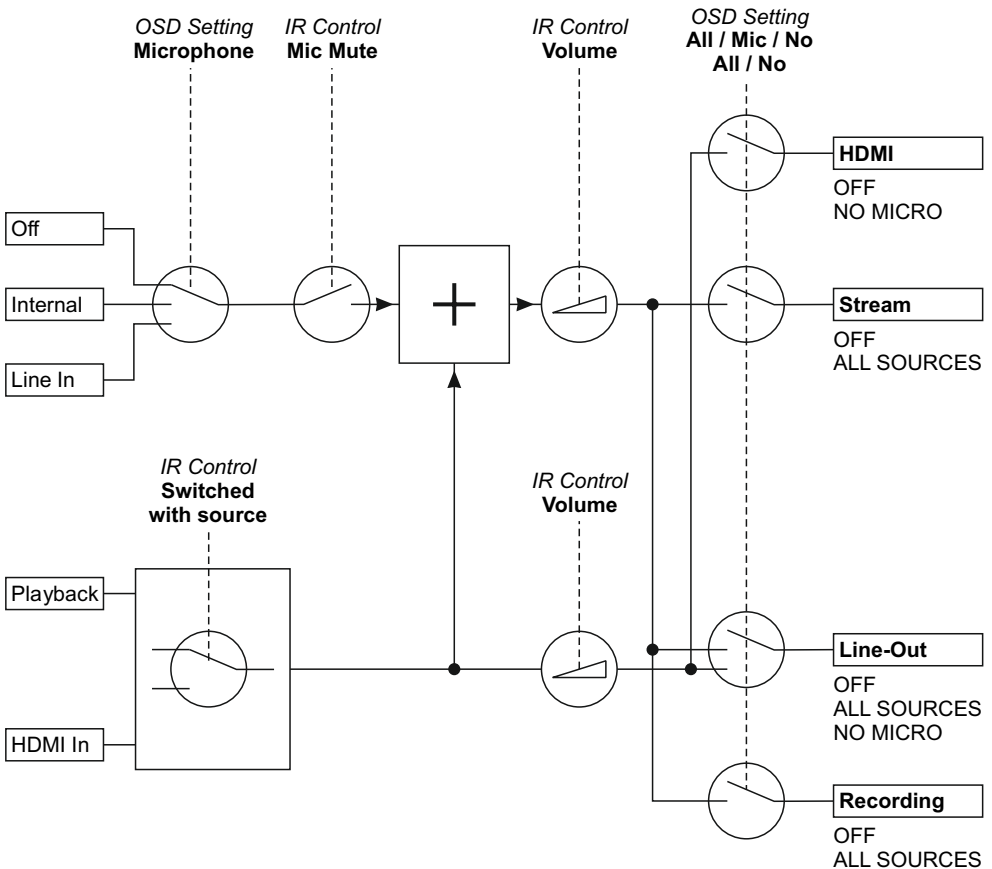 OSD Setting
Microphone
IR Control
Mic Mute
IR Control
Volume
OSD Setting
All / Mic / No
All / No
HDMI
OFF
NO MICRO
Off
Internal
Line In
Stream
OFF
ALL SOURCES
IR Control
Switched
with source
IR Control
Volume
Playback
HDMI In
Line-Out
OFF
ALL SOURCES
NO MICRO
Recording
OFF
ALL SOURCES